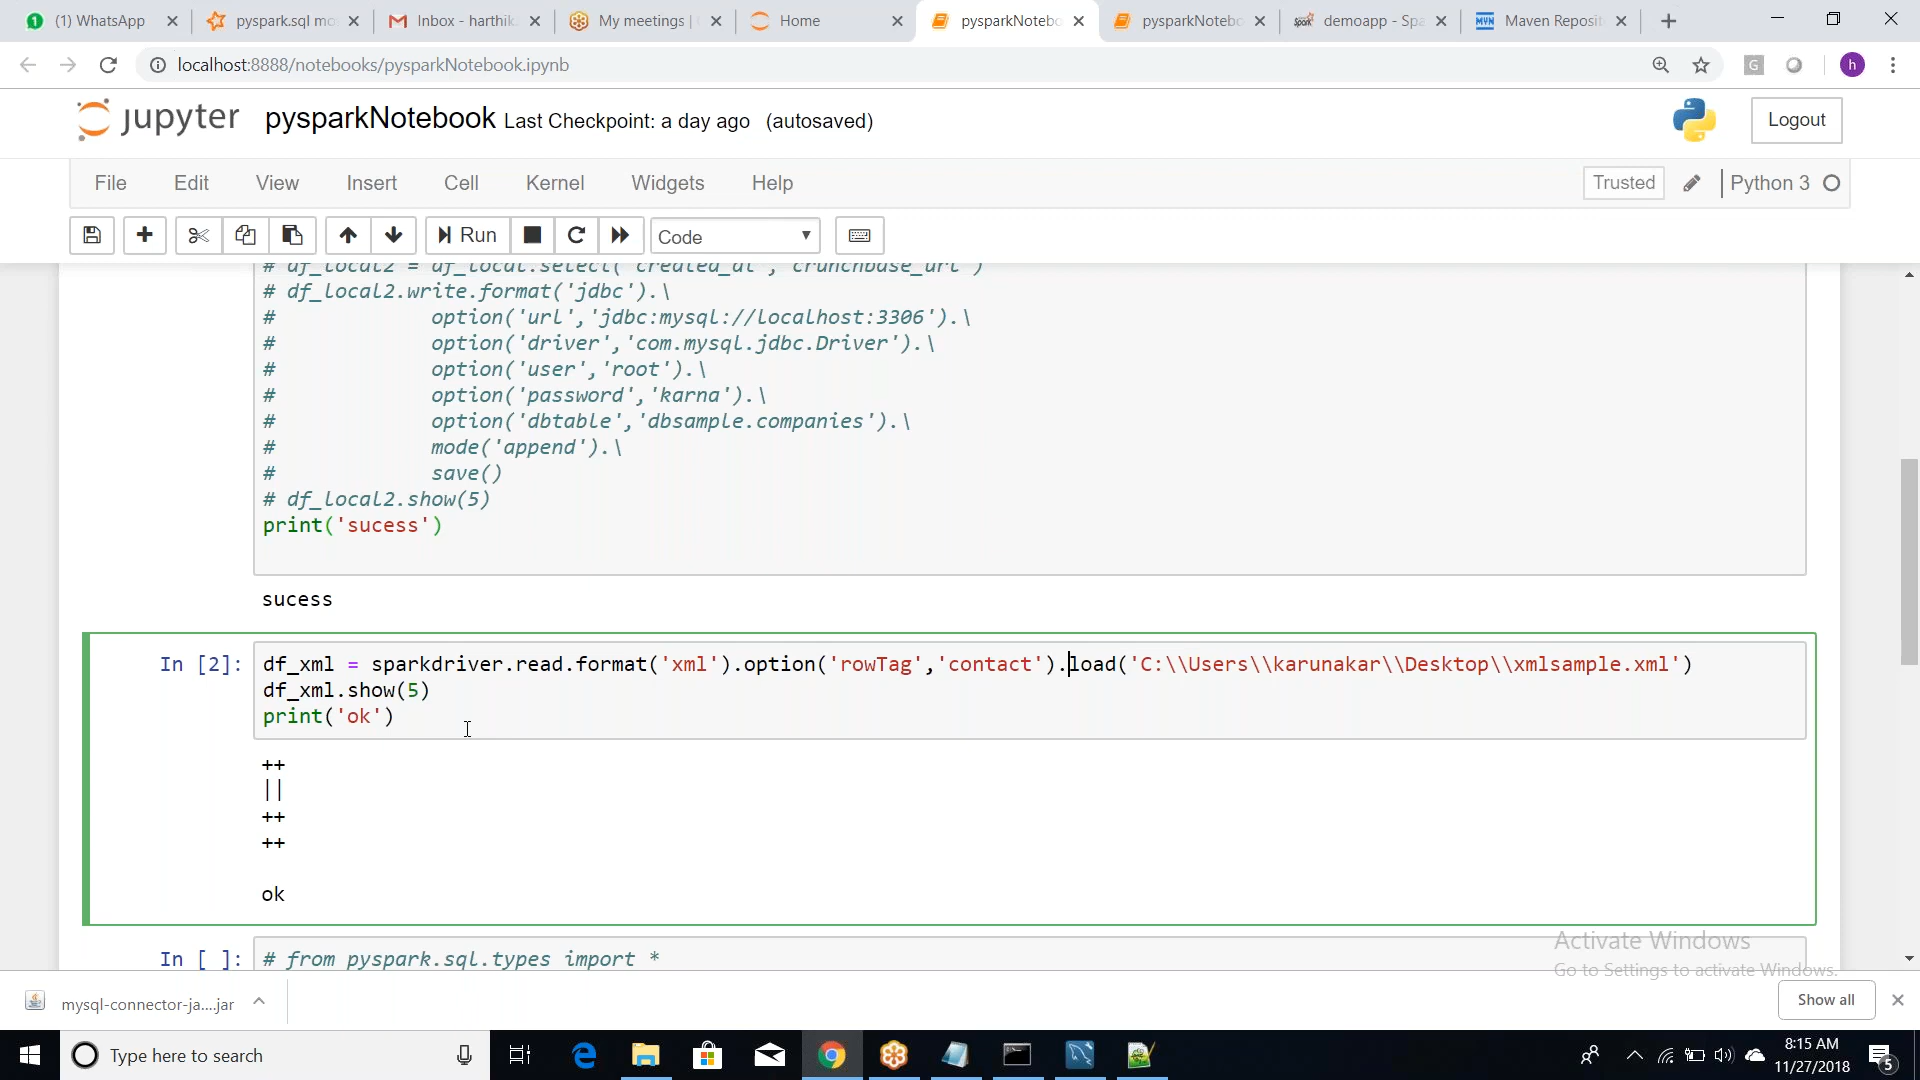 (1) WhatsApp
pyspark.sql mo
Inbox - harthik
My meetings |
Home
pysparkNotebo
pysparkNotebo
demoapp - Spa
Maven Reposit
localhost:8888/notebooks/pysparkNotebook.ipynb
G
h
jupyter pysparkNotebook Last Checkpoint: a day ago (autosaved)
Logout
File Edit View Insert Cell Kernel Widgets Help
Trusted Python 3
Run
Code
# df_local2 = df_local.select('created_at', 'crunchbase_url')
# df_local2.write.format('jdbc').\
# option('url','jdbc:mysql://localhost:3306').\
# option('driver','com.mysql.jdbc.Driver').\
# option('user','root').\
# option('password','karna').\
# option('dbtable','dbsample.companies').\
# mode('append').\
# save()
# df_local2.show(5)
print('sucess')
sucess
In [2]: df_xml = sparkdriver.read.format('xml').option('rowTag','contact').load('C:\\Users\\karunakar\\Desktop\\xmlsample.xml')
df_xml.show(5)
print('ok')
++
||
++
++
ok
In [ ]: # from pyspark.sql.types import *
Activate Windows
Go to Settings to activate Windows.
mysql-connector-ja....jar
Show all
Type here to search
8:15 AM
11/27/2018
5